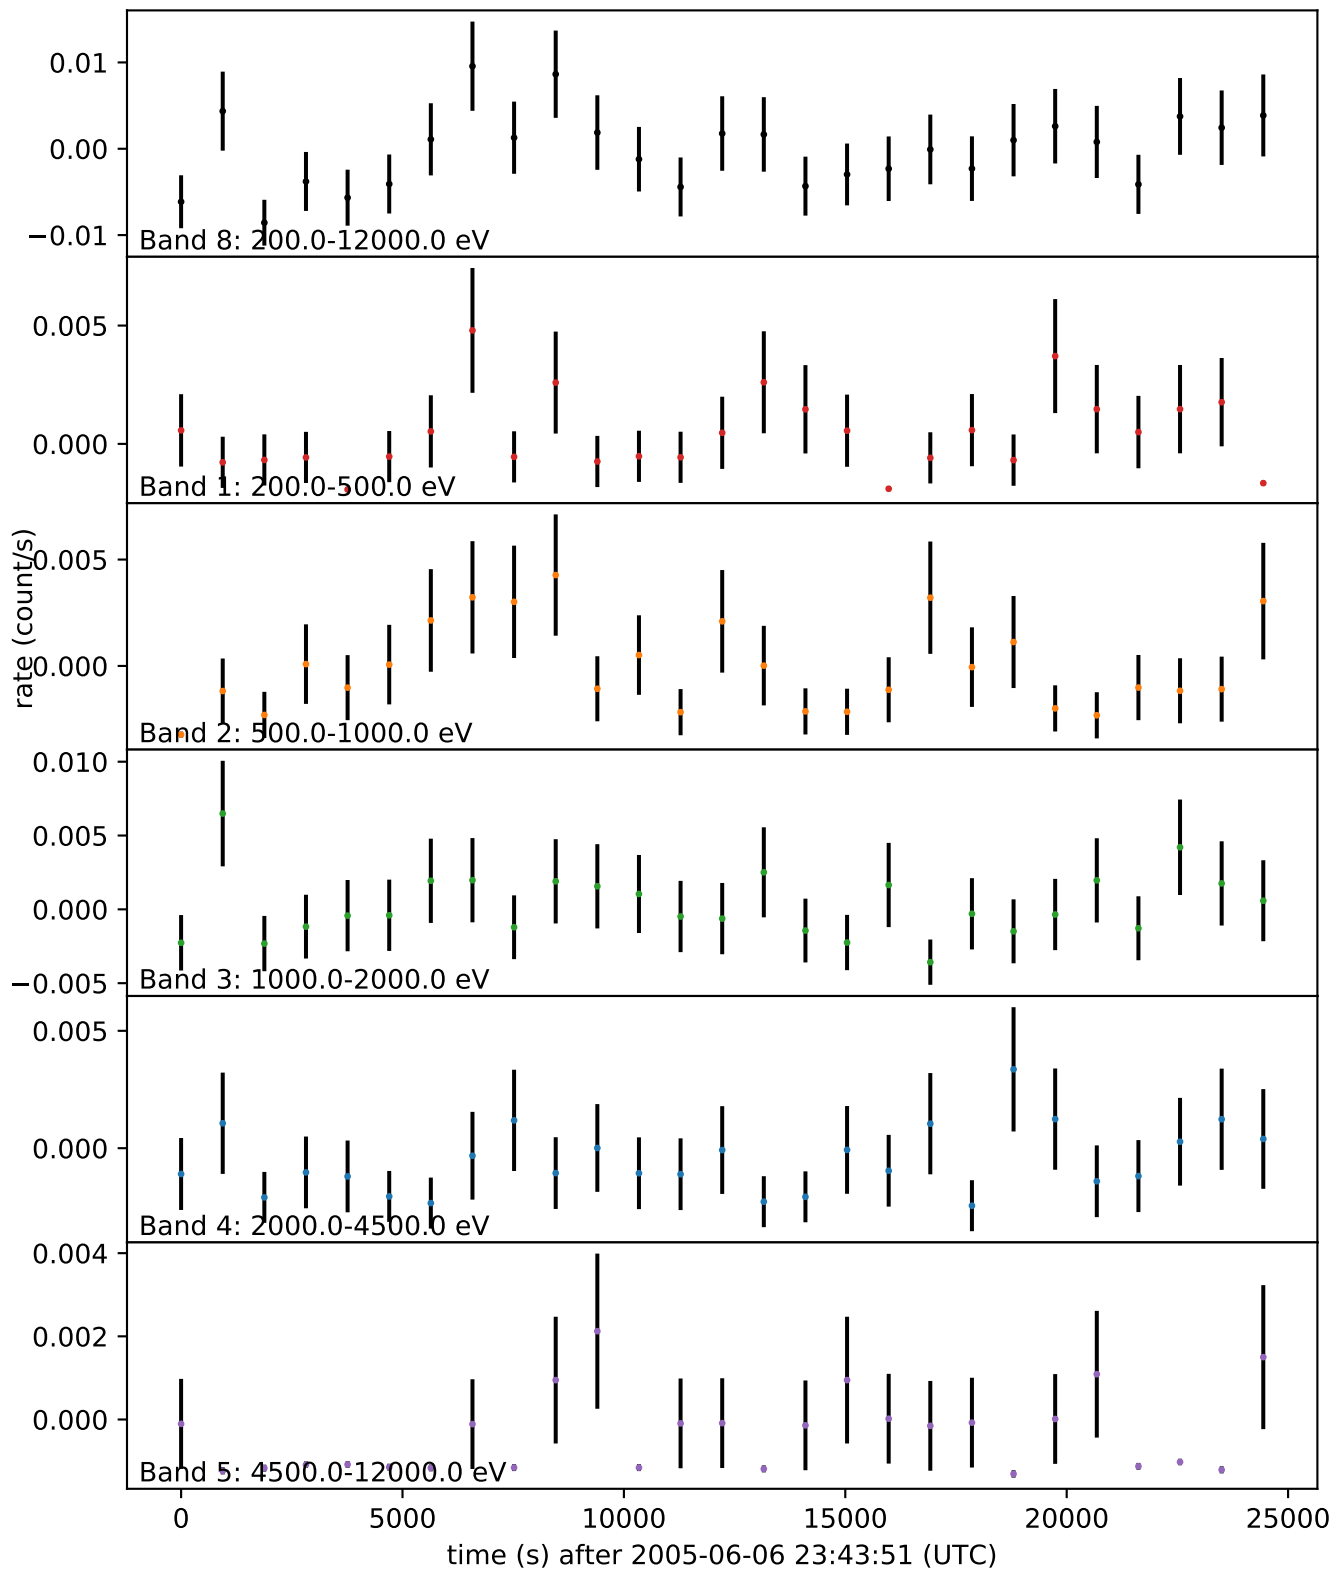 0.01
0.00
−0.01
Band 8: 200.0-12000.0 eV
0.005
0.000
Band 1: 200.0-500.0 eV
rate (count/s)
0.005
0.000
Band 2: 500.0-1000.0 eV
0.010
0.005
0.000
−0.005
Band 3: 1000.0-2000.0 eV
0.005
0.000
Band 4: 2000.0-4500.0 eV
0.004
0.002
0.000
Band 5: 4500.0-12000.0 eV
0 5000 10000 15000 20000 25000
time (s) after 2005-06-06 23:43:51 (UTC)